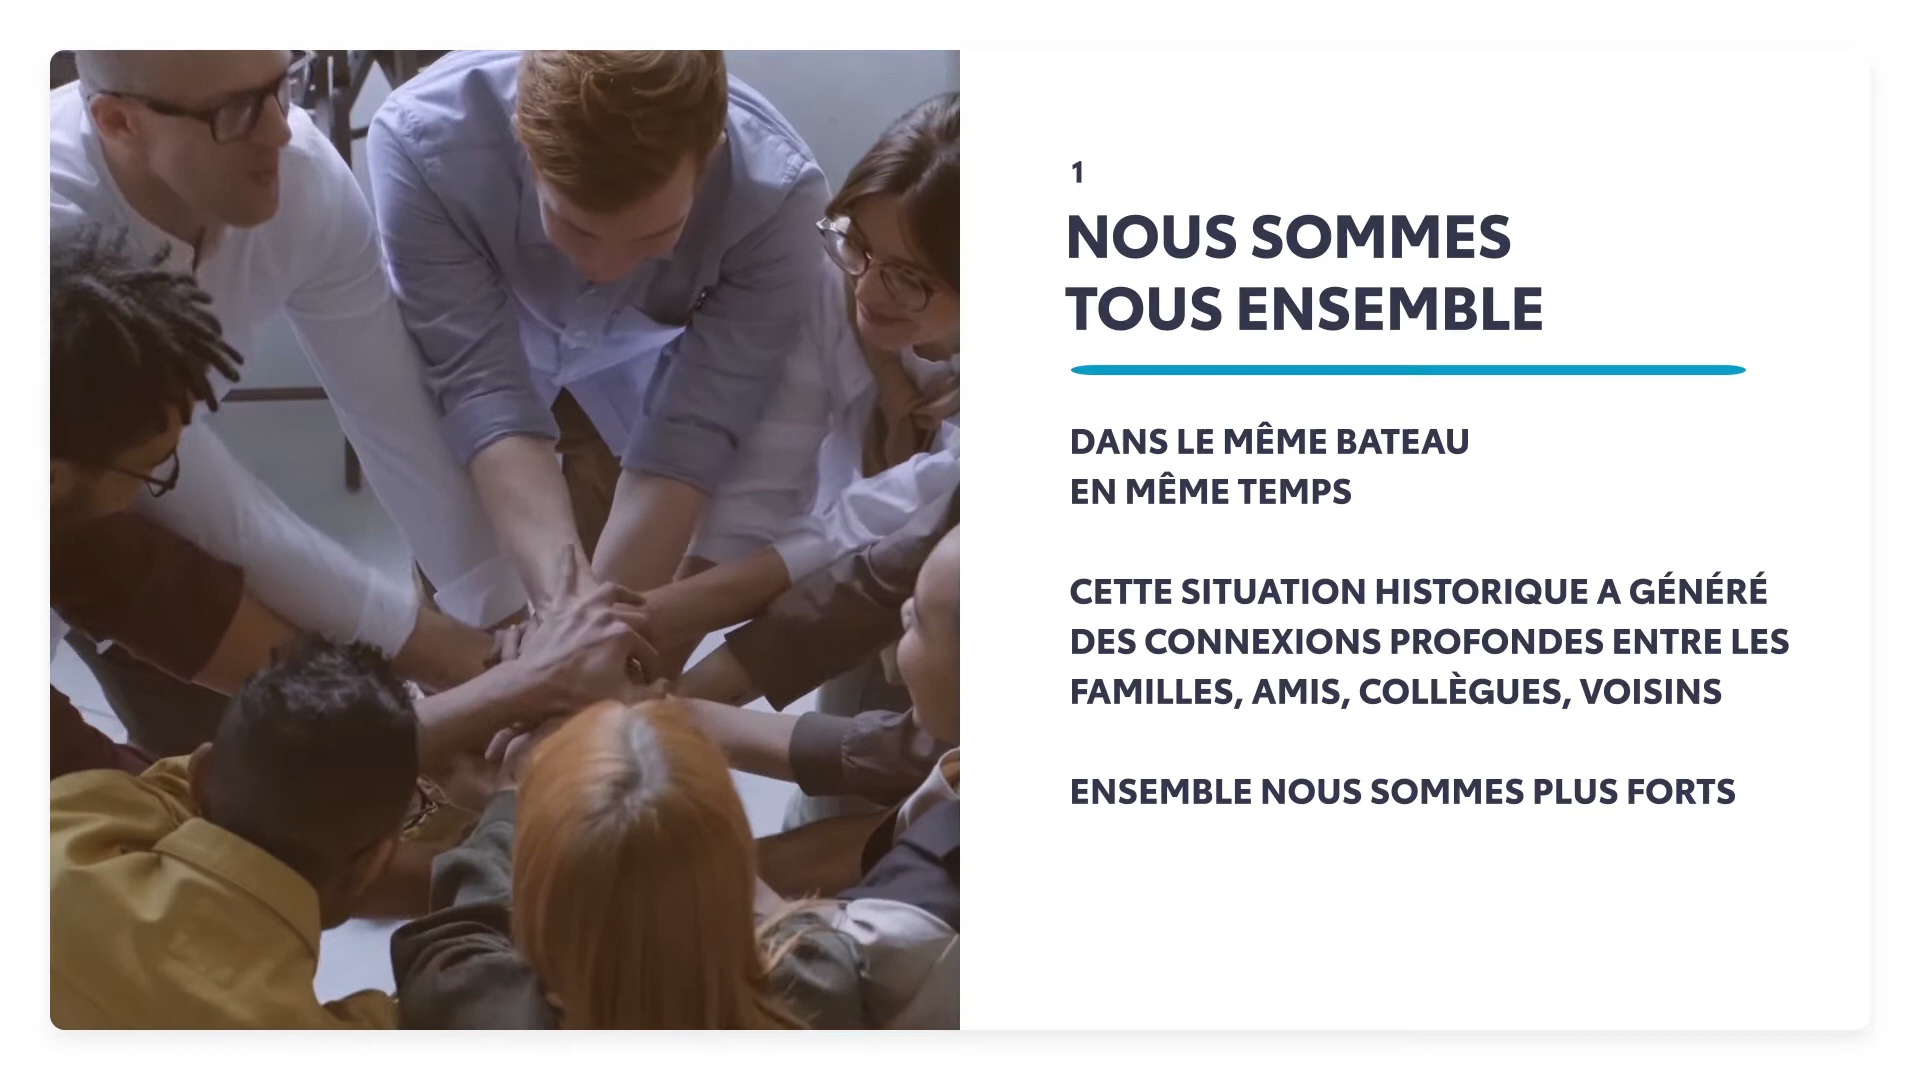 1
NOUS SOMMES
TOUS ENSEMBLE
DANS LE MÊME BATEAU
EN MÊME TEMPS
CETTE SITUATION HISTORIQUE A GÉNÉRÉ
DES CONNEXIONS PROFONDES ENTRE LES
FAMILLES, AMIS, COLLÈGUES, VOISINS
ENSEMBLE NOUS SOMMES PLUS FORTS